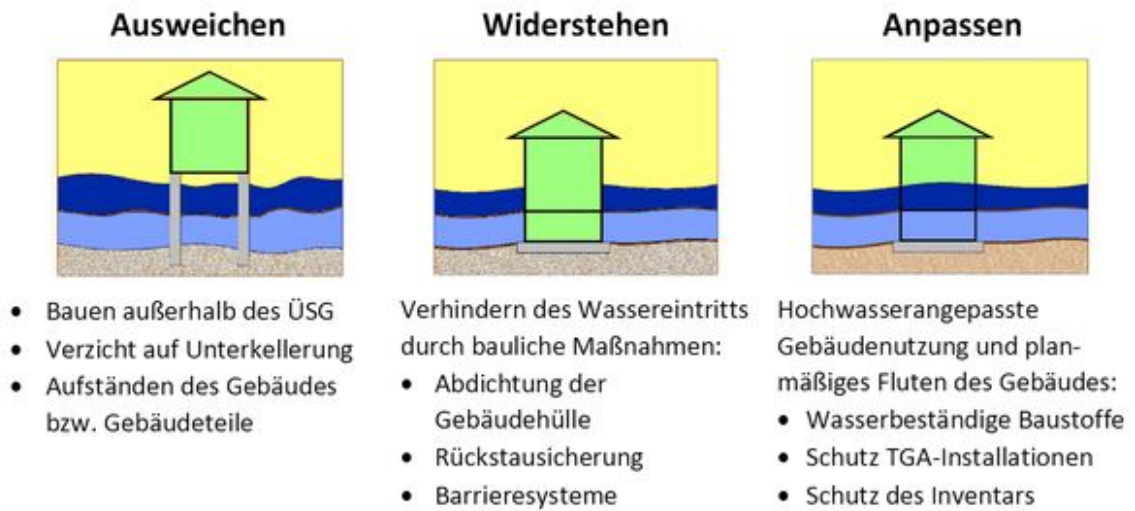 Ausweichen
• Bauen außerhalb des ÜSG
• Verzicht auf Unterkellerung
• Aufständen des Gebäudes
bzw. Gebäudeteile
Widerstehen
Verhindern des Wassereintritts
durch bauliche Maßnahmen:
• Abdichtung der
Gebäudehülle
• Rückstausicherung
• Barrieresysteme
Anpassen
Hochwasserangepasste
Gebäudenutzung und plan-
mäßiges Fluten des Gebäudes:
• Wasserbeständige Baustoffe
• Schutz TGA-Installationen
• Schutz des Inventars